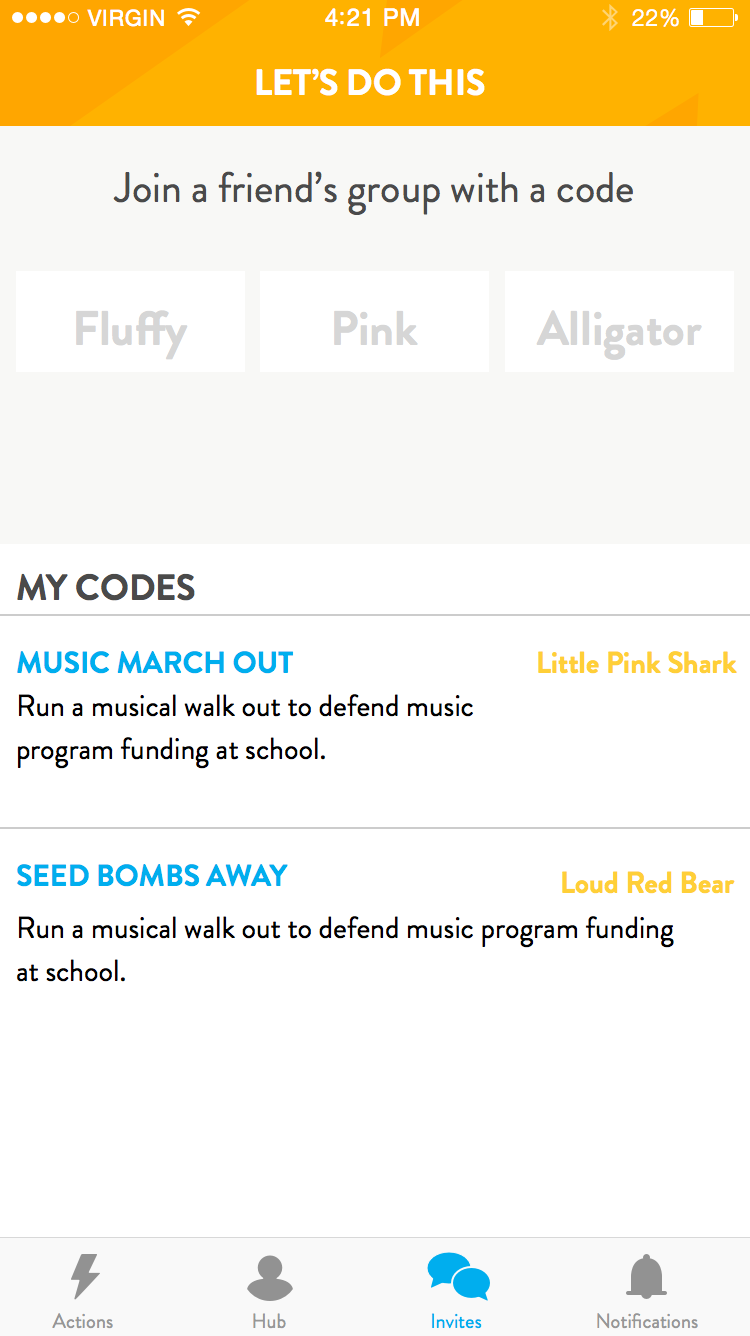 VIRGIN 4:21 PM 22%
LET'S DO THIS
Join a friend's group with a code
Fluffy Pink Alligator
MY CODES
MUSIC MARCH OUT Little Pink Shark
Run a musical walk out to defend music
program funding at school.
SEED BOMBS AWAY Loud Red Bear
Run a musical walk out to defend music program funding
at school.
Actions Hub Invites Notifications